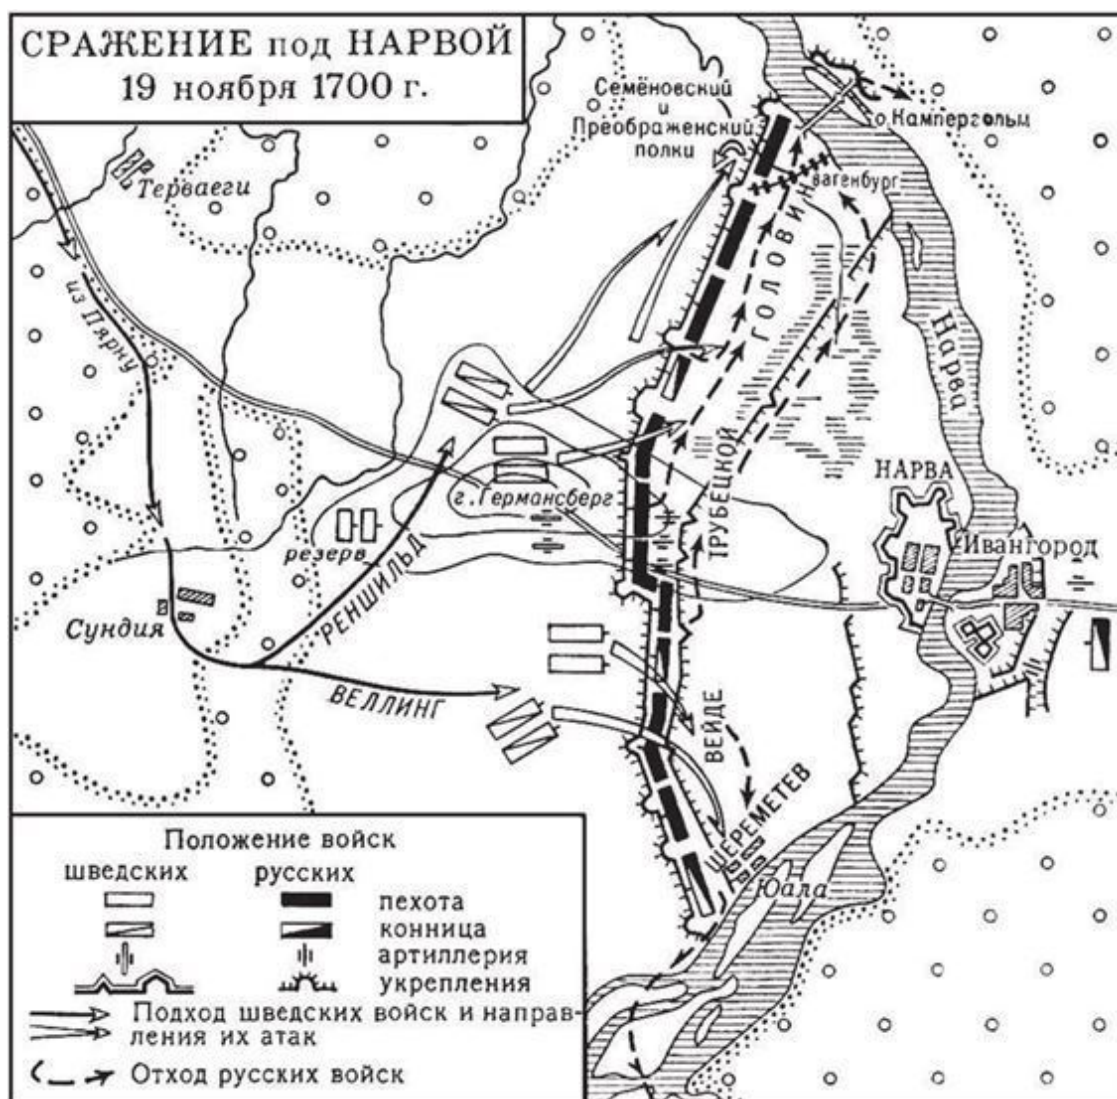 СРАЖЕНИЕ под НАРВОЙ
19 ноября 1700 г.
Семёновский
и
Преображенский
полки
о. Кампергольм
вагенбург
Терваеги
из Пярну
ГОЛОВИН
Нарва
ТРУБЕЦКОЙ
НАРВА
г. Германсберг
Ивангород
резерв
РЕНШИЛЬД
Сундия
ВЕЛЛИНГ
ВЕЙДЕ
ШЕРЕМЕТЕВ
Юала
Положение войск
шведских русских
пехота
конница
артиллерия
укрепления
Подход шведских войск и направ-
ления их атак
Отход русских войск